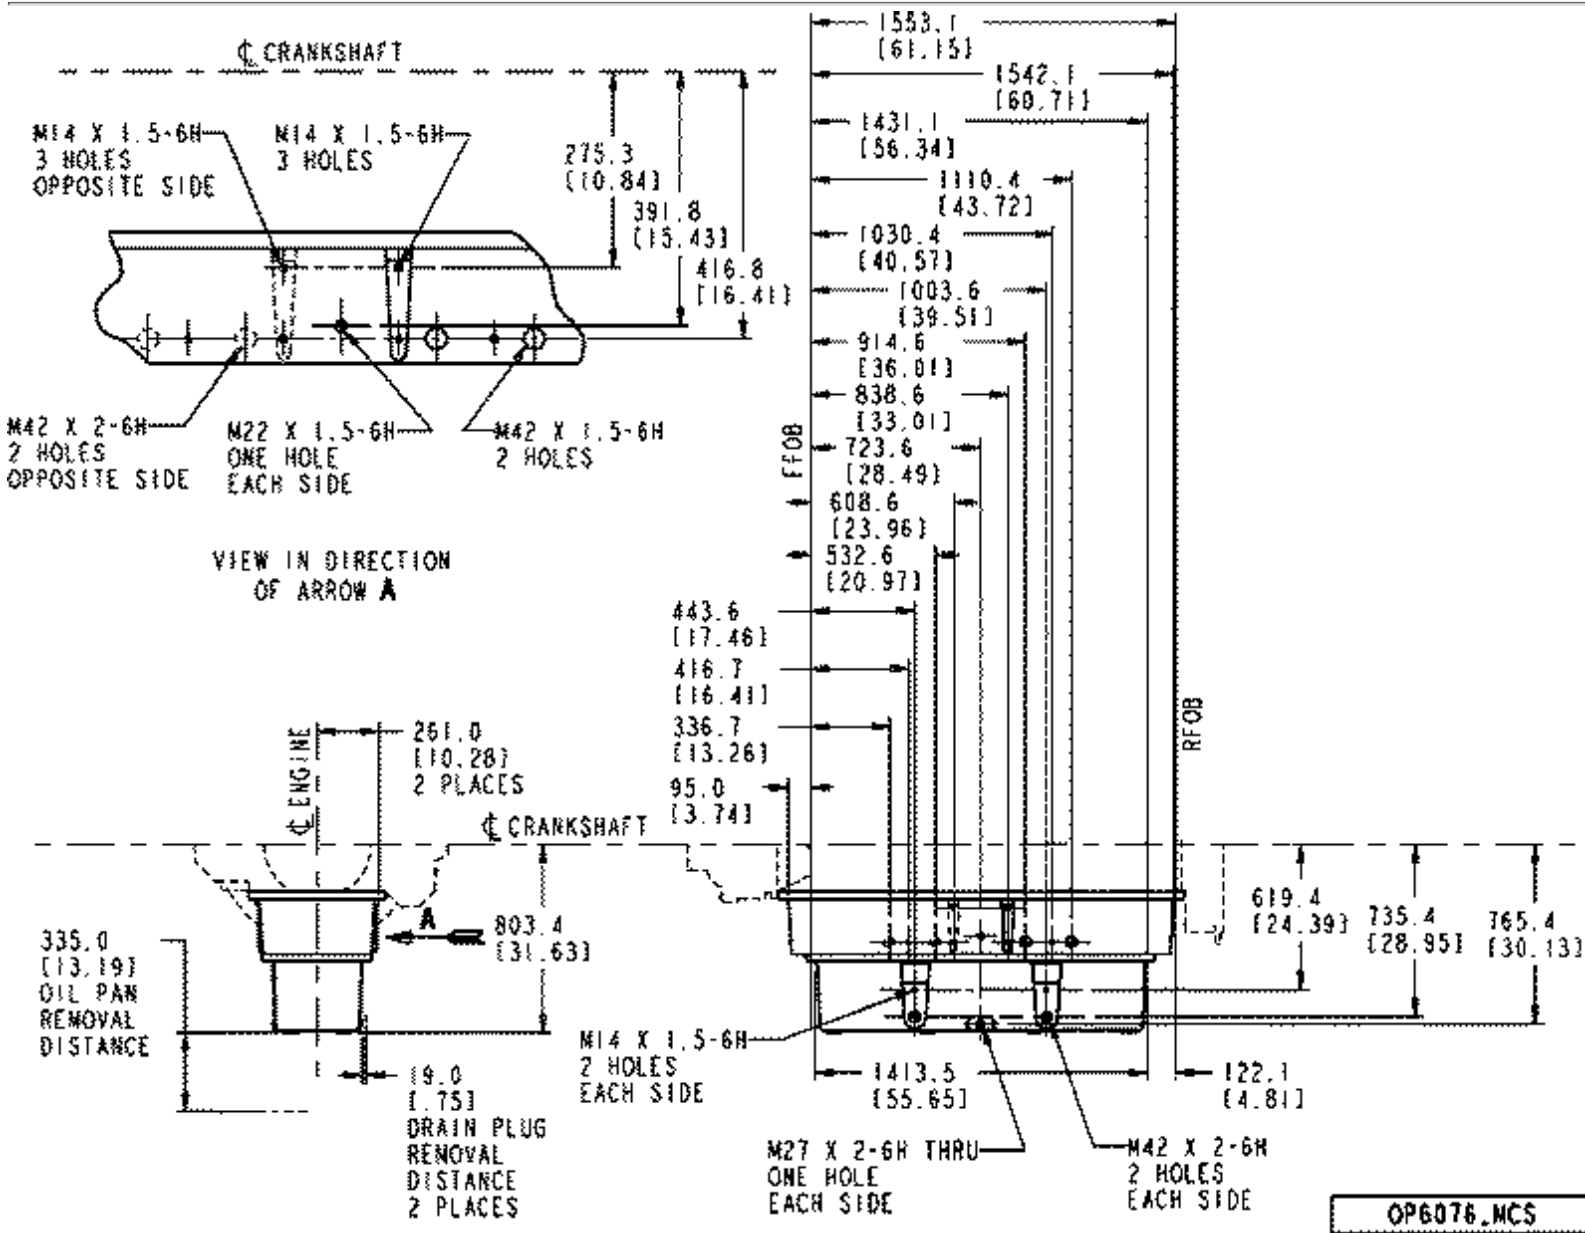 ℄ CRANKSHAFT
M14 X 1.5-6H
3 HOLES
OPPOSITE SIDE
M14 X 1.5-6H
3 HOLES
275.3
[10.84]
391.8
[15.43]
416.8
[16.41]
M42 X 2-6H
2 HOLES
OPPOSITE SIDE
M22 X 1.5-6H
ONE HOLE
EACH SIDE
M42 X 1.5-6H
2 HOLES
VIEW IN DIRECTION
OF ARROW A
1553.1
[61.15]
1542.1
[60.71]
1431.1
[56.34]
1110.4
[43.72]
1030.4
[40.57]
1003.6
[39.51]
914.6
[36.01]
838.6
[33.01]
723.6
[28.49]
608.6
[23.96]
532.6
[20.97]
443.6
[17.46]
416.7
[16.41]
336.7
[13.26]
95.0
[3.74]
FFOB
RFOB
℄ ENGINE
261.0
[10.28]
2 PLACES
℄ CRANKSHAFT
A
803.4
[31.63]
335.0
[13.19]
OIL PAN
REMOVAL
DISTANCE
19.0
[.75]
DRAIN PLUG
REMOVAL
DISTANCE
2 PLACES
619.4
[24.39]
735.4
[28.95]
765.4
[30.13]
M14 X 1.5-6H
2 HOLES
EACH SIDE
1413.5
[55.65]
122.1
[4.81]
M27 X 2-6H THRU
ONE HOLE
EACH SIDE
M42 X 2-6H
2 HOLES
EACH SIDE
OP6076.MCS